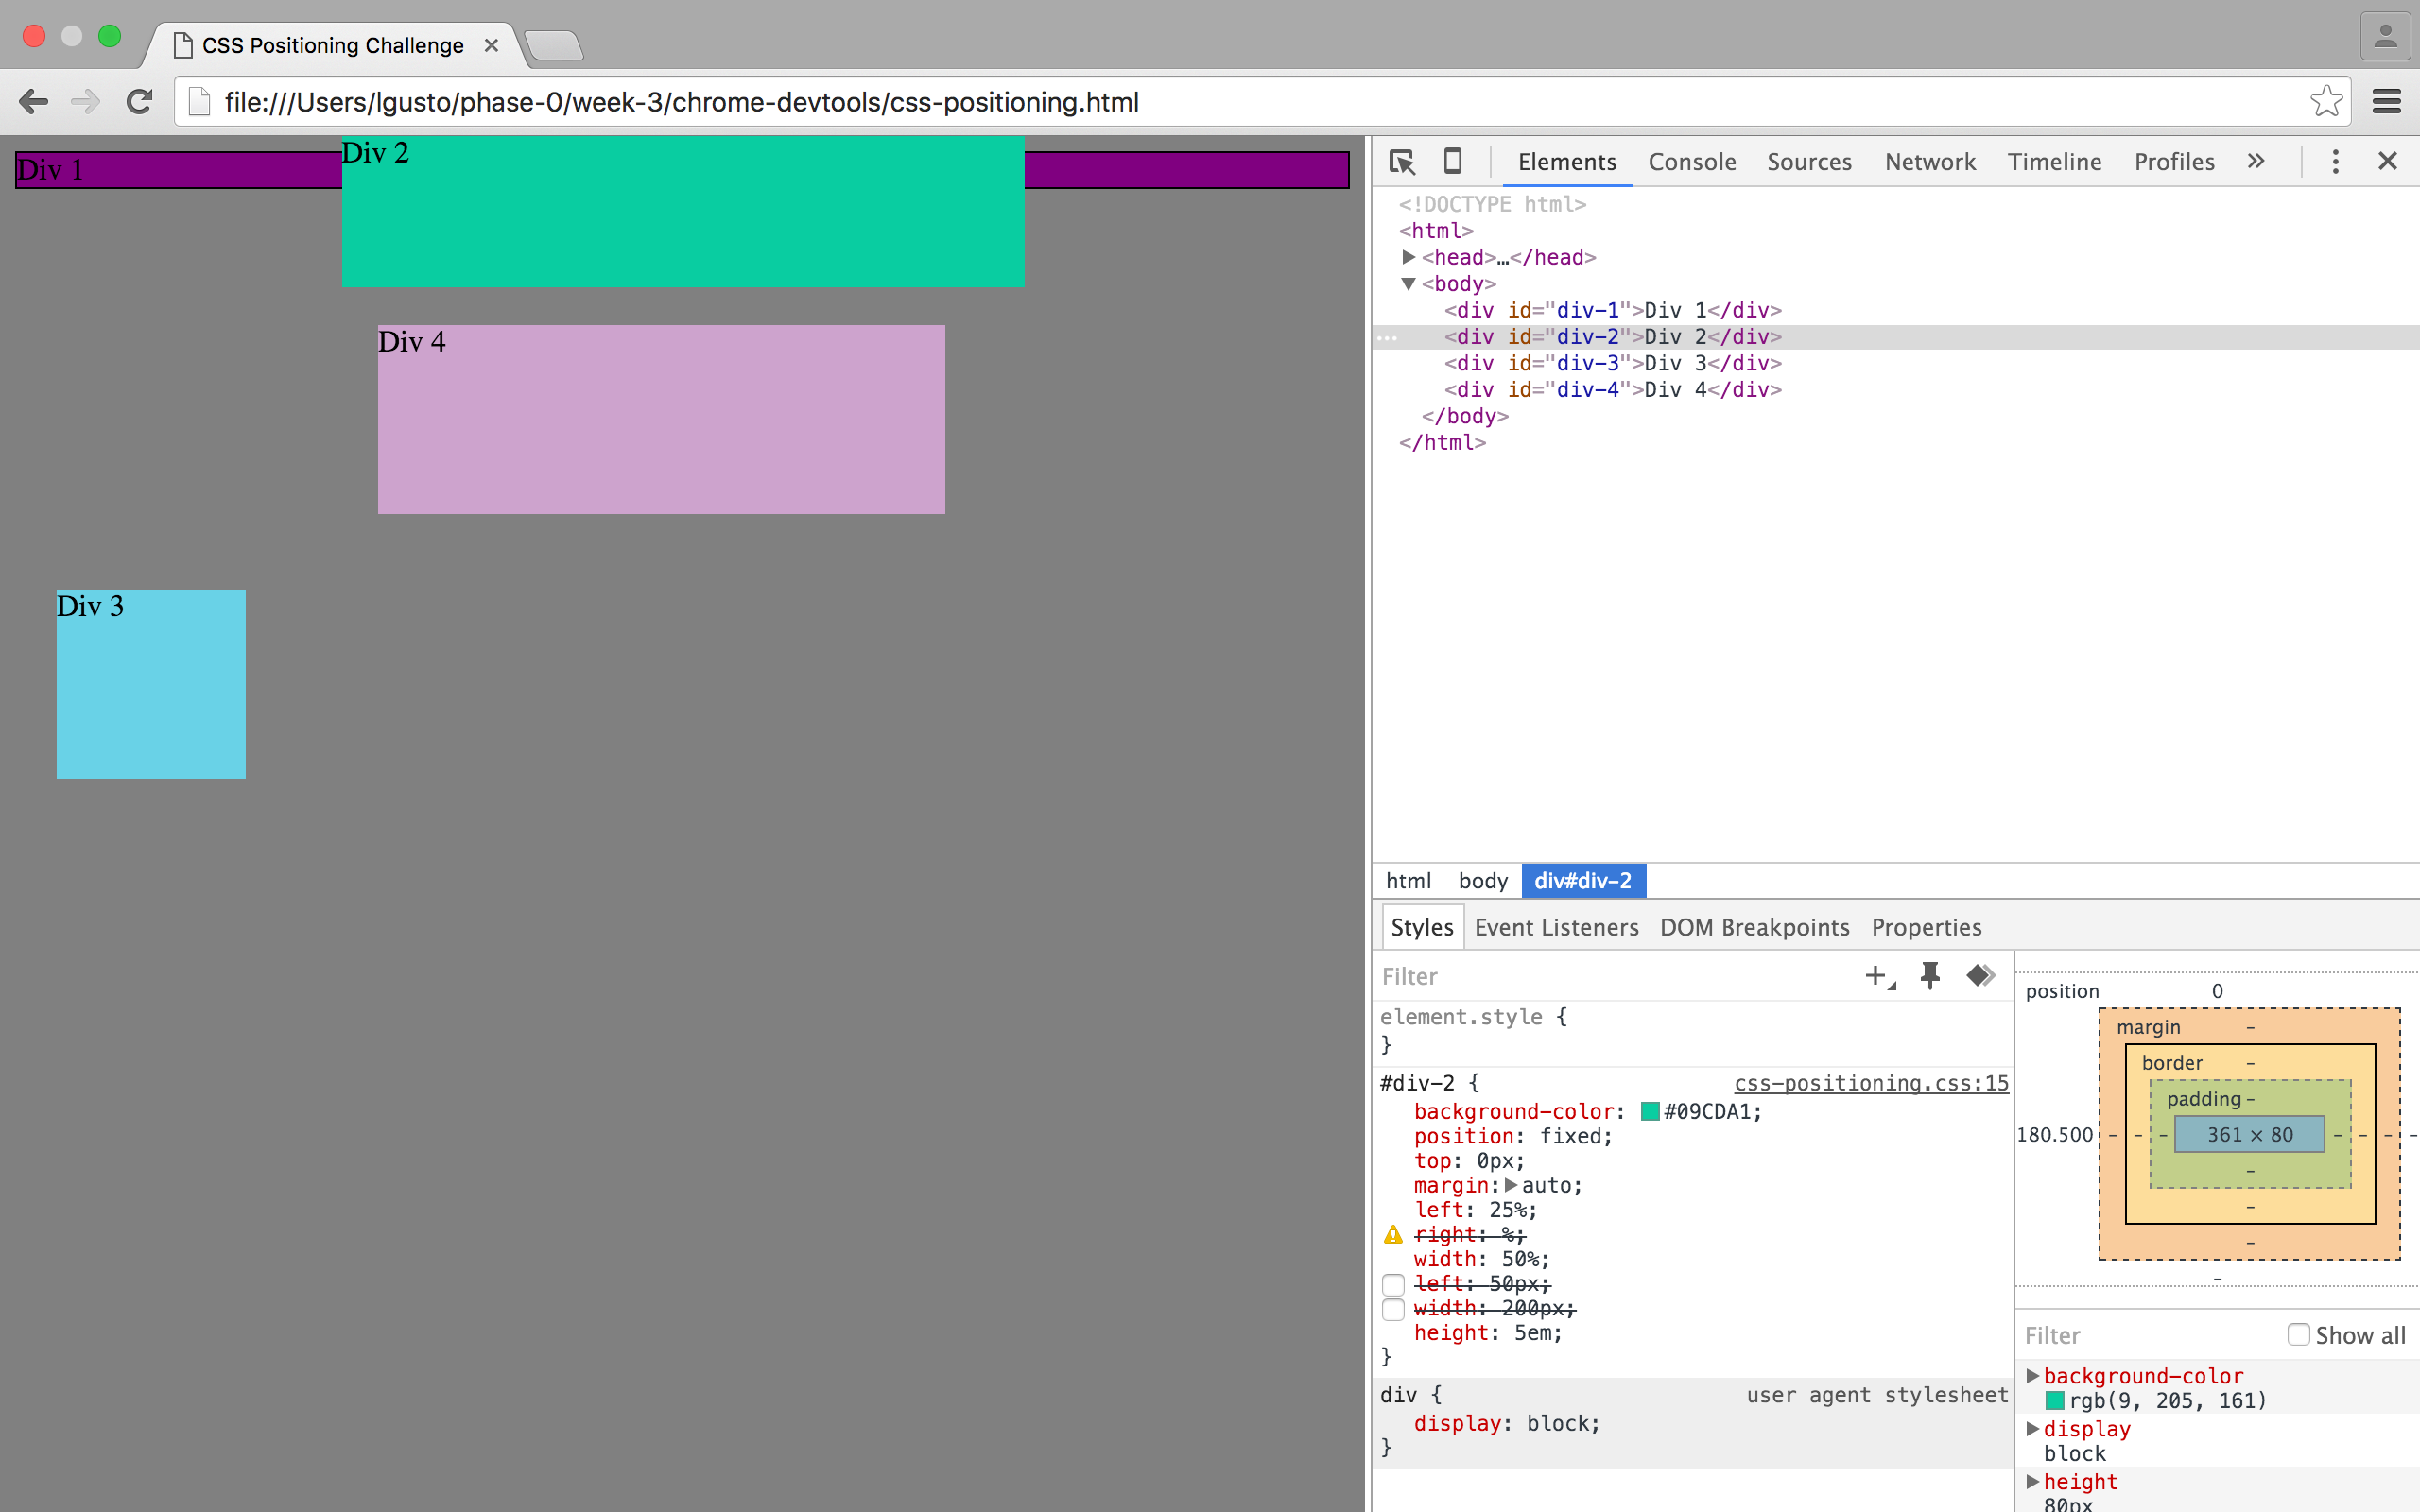 CSS Positioning Challenge
file:///Users/lgusto/phase-0/week-3/chrome-devtools/css-positioning.html
Div 1
Div 2
Div 4
Div 3
Elements Console Sources Network Timeline Profiles »
<!DOCTYPE html>
<html>
<head>…</head>
<body>
<div id="div-1">Div 1</div>
<div id="div-2">Div 2</div>
<div id="div-3">Div 3</div>
<div id="div-4">Div 4</div>
</body>
</html>
html body div#div-2
Styles Event Listeners DOM Breakpoints Properties
Filter
element.style {
}
#div-2 { css-positioning.css:15
background-color: #09CDA1;
position: fixed;
top: 0px;
margin: auto;
left: 25%;
right: %;
width: 50%;
left: 50px;
width: 200px;
height: 5em;
}
div { user agent stylesheet
display: block;
}
position 0
margin –
border –
padding –
180.500 – – – 361 × 80 – – – –
–
–
–
–
Filter Show all
background-color
rgb(9, 205, 161)
display
block
height
80px